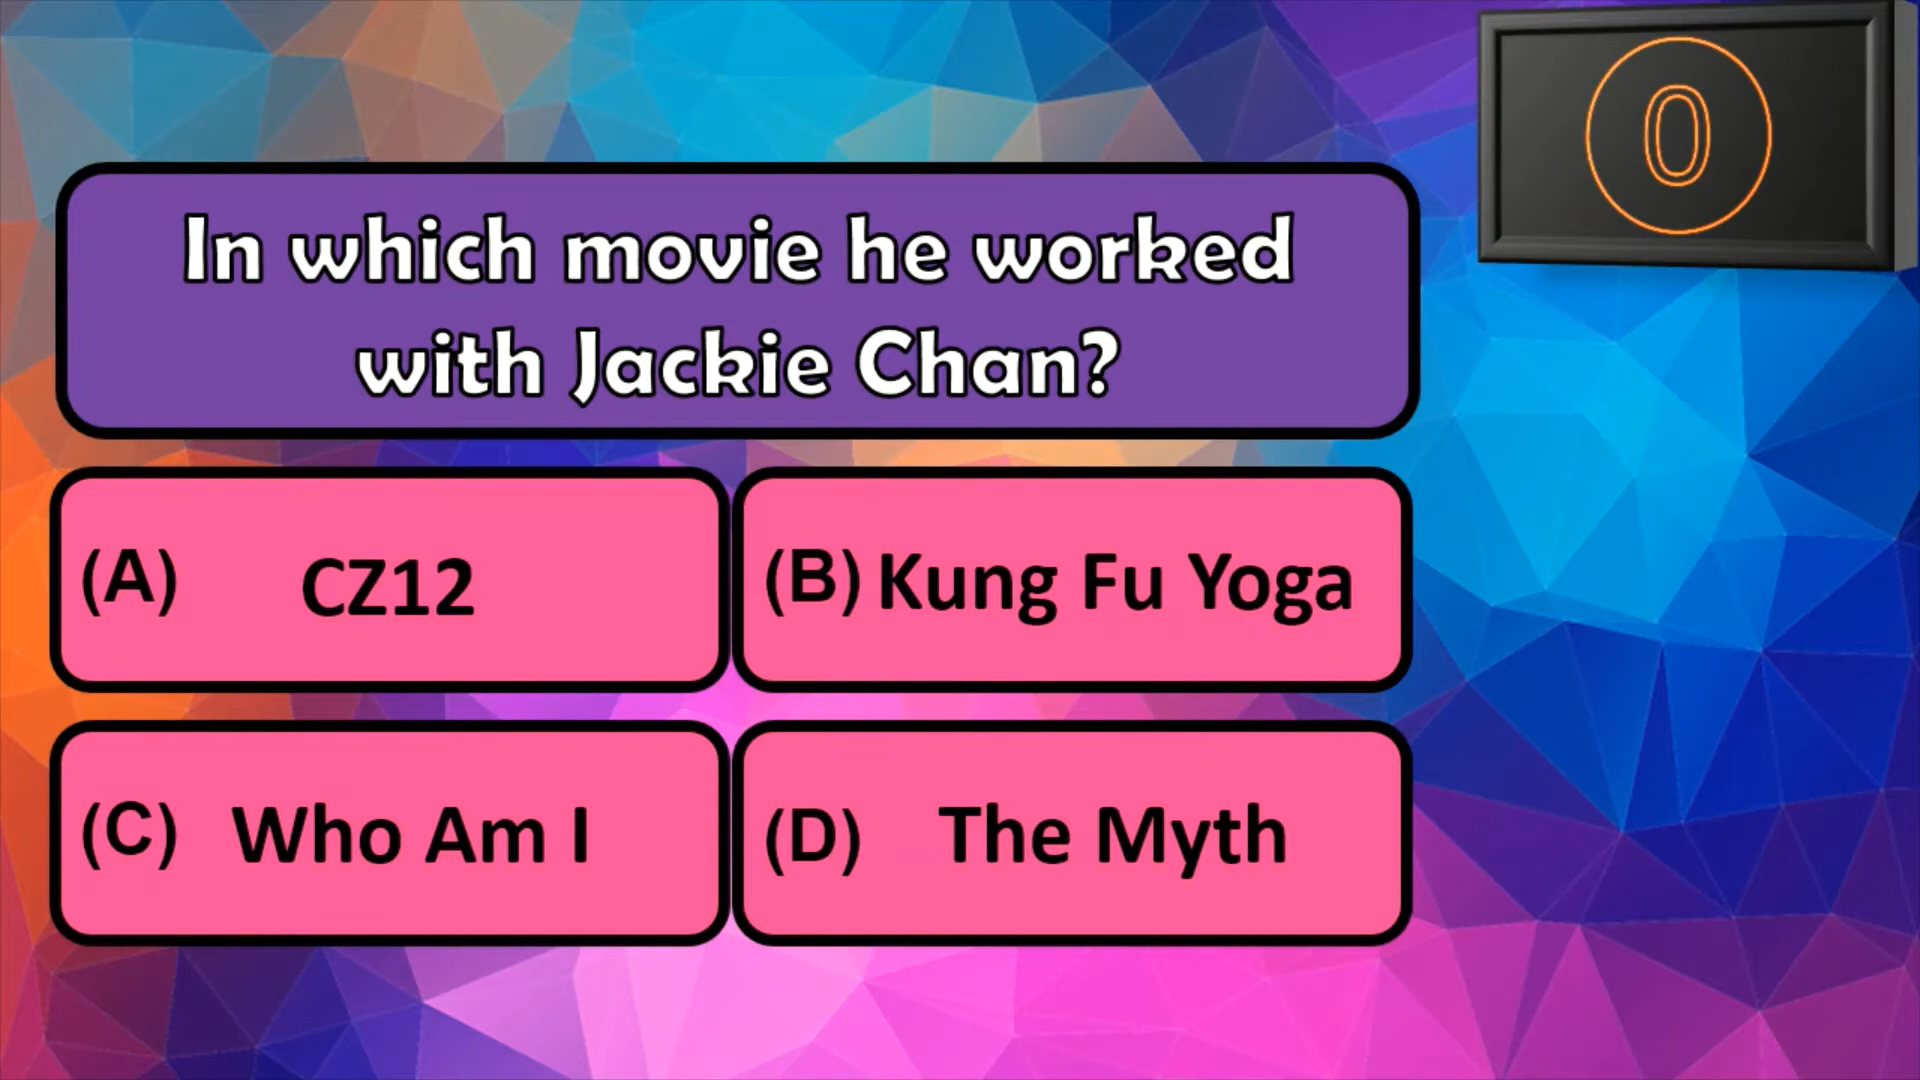 0
In which movie he worked
with Jackie Chan?
(A) CZ12
(B) Kung Fu Yoga
(C) Who Am I
(D) The Myth